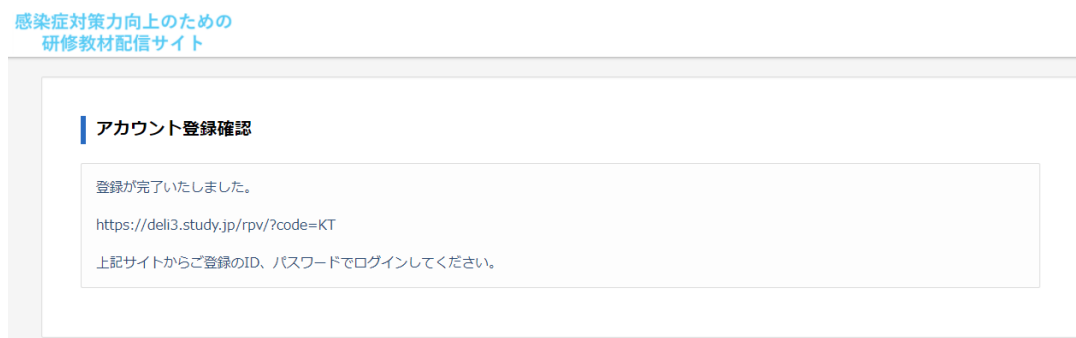 感染症対策力向上のための
研修教材配信サイト
アカウント登録確認
登録が完了いたしました。
https://deli3.study.jp/rpv/?code=KT
上記サイトからご登録のID、パスワードでログインしてください。